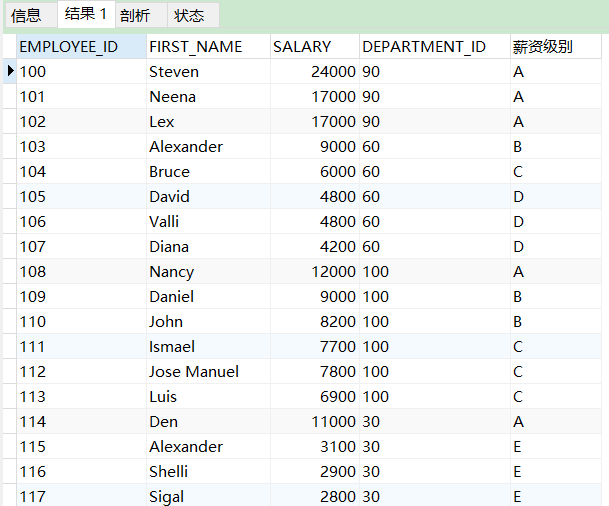 信息 结果 1 剖析 状态
EMPLOYEE_ID FIRST_NAME SALARY DEPARTMENT_ID 薪资级别
100 Steven 24000 90 A
101 Neena 17000 90 A
102 Lex 17000 90 A
103 Alexander 9000 60 B
104 Bruce 6000 60 C
105 David 4800 60 D
106 Valli 4800 60 D
107 Diana 4200 60 D
108 Nancy 12000 100 A
109 Daniel 9000 100 B
110 John 8200 100 B
111 Ismael 7700 100 C
112 Jose Manuel 7800 100 C
113 Luis 6900 100 C
114 Den 11000 30 A
115 Alexander 3100 30 E
116 Shelli 2900 30 E
117 Sigal 2800 30 E